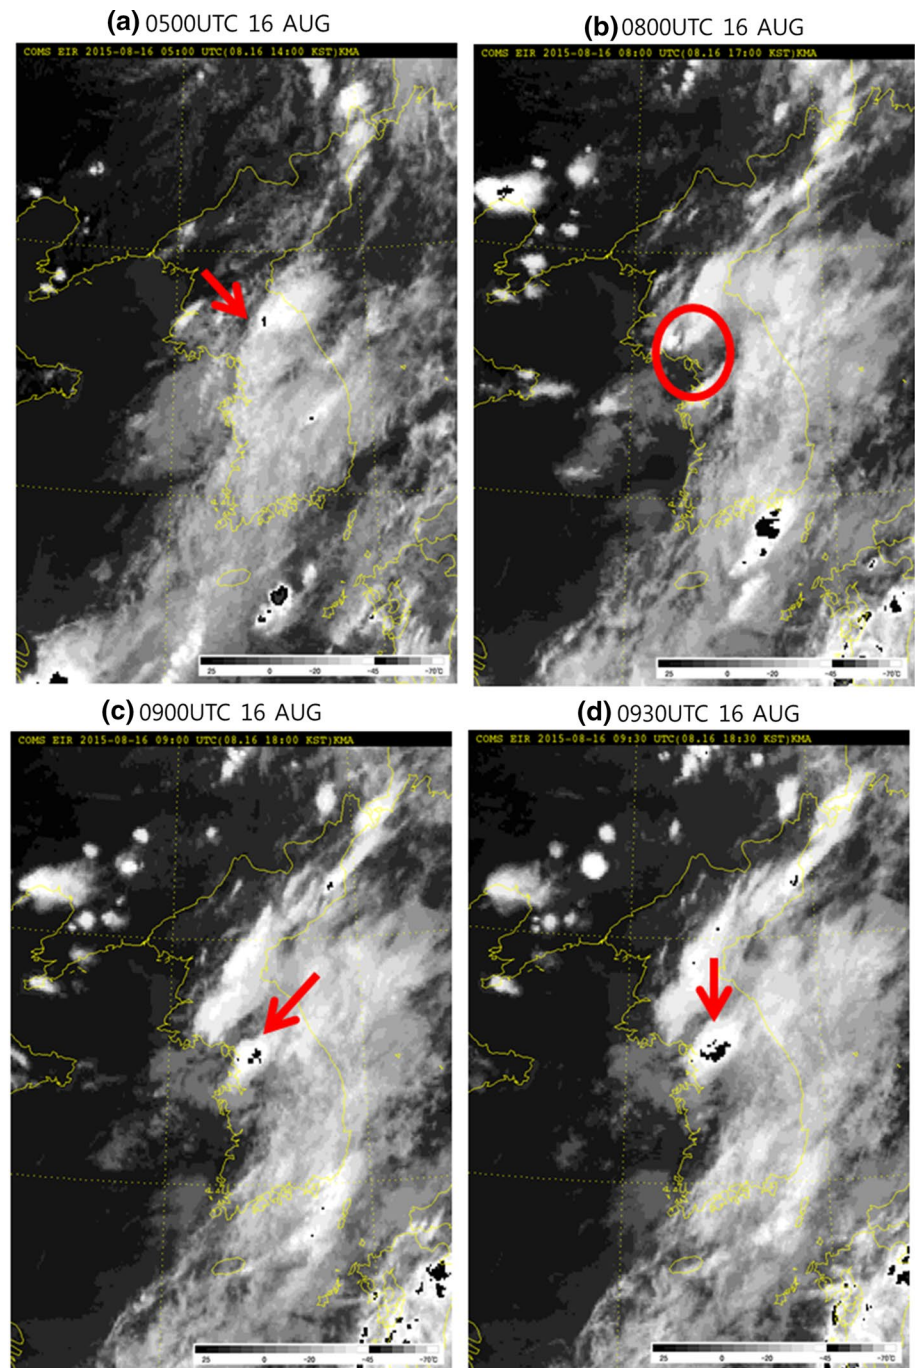 (a) 0500UTC 16 AUG
(b) 0800UTC 16 AUG
COMS EIR 2015-08-16 05:00 UTC(08.16 14:00 KST)KMA
COMS EIR 2015-08-16 08:00 UTC(08.16 17:00 KST)KMA
25 0 -20 -45 -70℃
25 0 -20 -45 -70℃
(c) 0900UTC 16 AUG
(d) 0930UTC 16 AUG
COMS EIR 2015-08-16 09:00 UTC(08.16 18:00 KST)KMA
COMS EIR 2015-08-16 09:30 UTC(08.16 18:30 KST)KMA
25 0 -20 -45 -70℃
25 0 -20 -45 -70℃